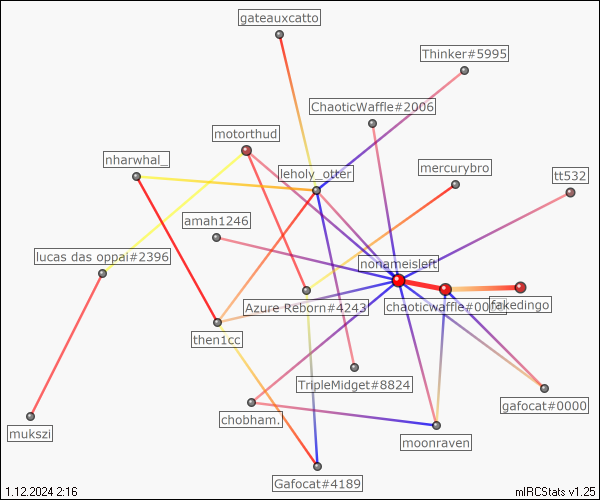 gateauxcatto
Thinker#5995
ChaoticWaffle#2006
motorthud
nharwhal_
leholy_otter
mercurybro
tt532
amah1246
lucas das oppai#2396
nonameisleft
Azure Reborn#4243
chaoticwaffle#00
fakedingo
then1cc
TripleMidget#8824
gafocat#0000
chobham.
mukszi
moonraven
Gafocat#4189
1.12.2024 2:16
mIRCStats v1.25